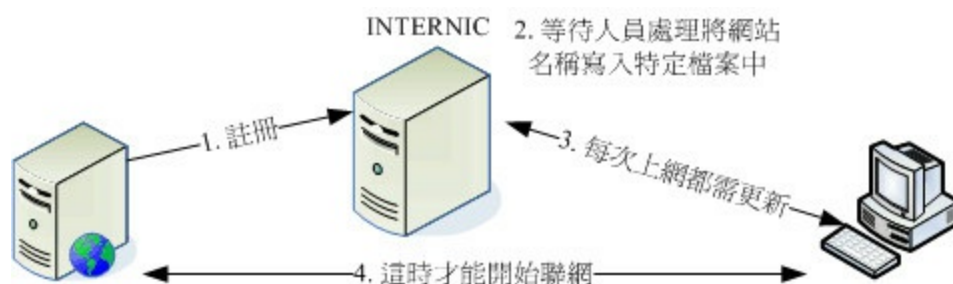 INTERNIC
2. 等待人員處理將網站
名稱寫入特定檔案中
1. 註冊
3. 每次上網都需更新
4. 這時才能開始聯網